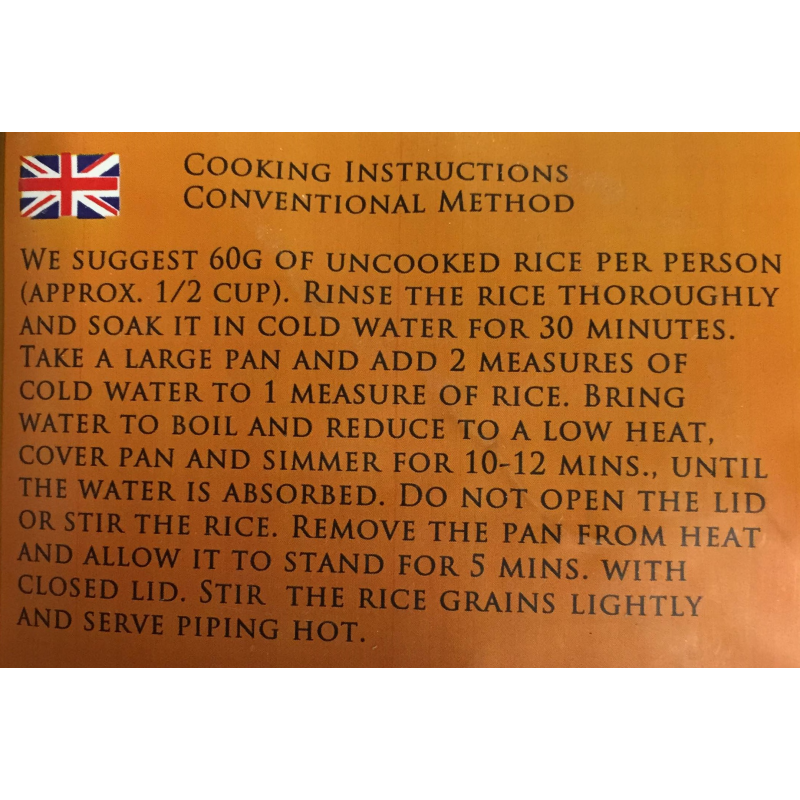 Cooking Instructions
Conventional Method
We suggest 60g of uncooked rice per person
(approx. 1/2 cup). Rinse the rice thoroughly
and soak it in cold water for 30 minutes.
Take a large pan and add 2 measures of
cold water to 1 measure of rice. Bring
water to boil and reduce to a low heat,
cover pan and simmer for 10-12 mins., until
the water is absorbed. Do not open the lid
or stir the rice. Remove the pan from heat
and allow it to stand for 5 mins. with
closed lid. Stir  the rice grains lightly
and serve piping hot.